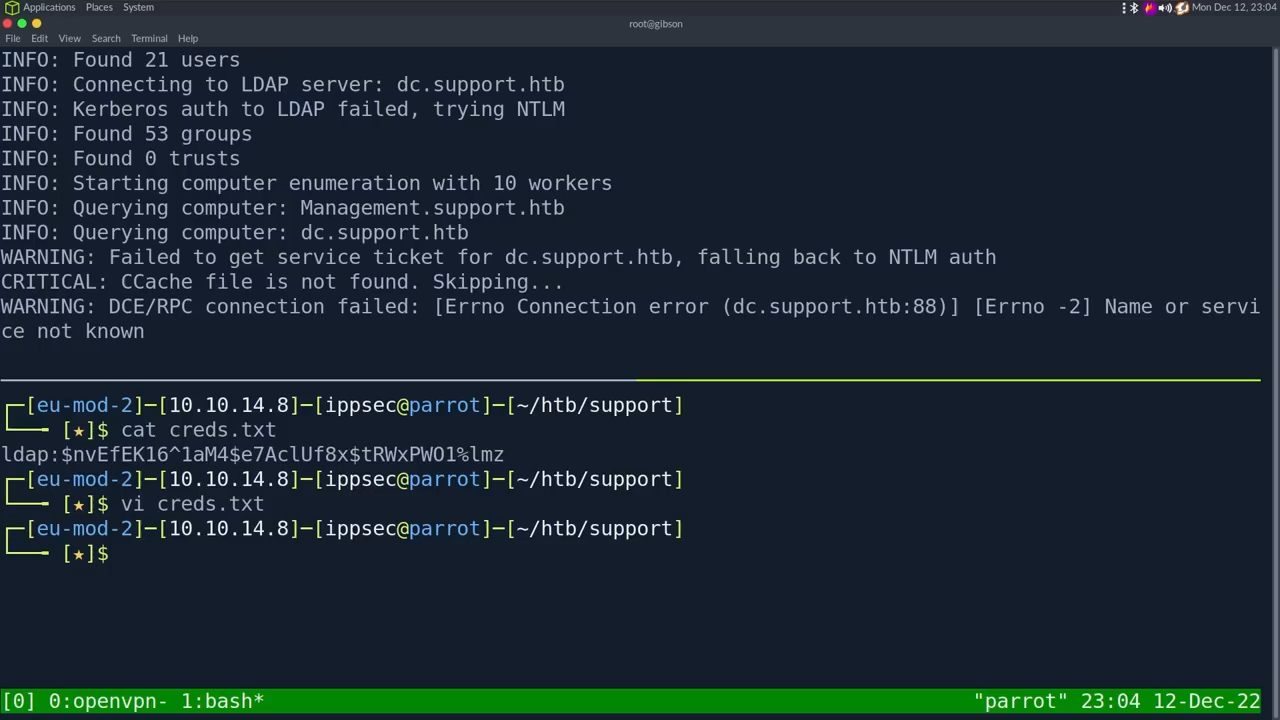 Applications Places System Mon Dec 12, 23:04
root@gibson
File Edit View Search Terminal Help
INFO: Found 21 users
INFO: Connecting to LDAP server: dc.support.htb
INFO: Kerberos auth to LDAP failed, trying NTLM
INFO: Found 53 groups
INFO: Found 0 trusts
INFO: Starting computer enumeration with 10 workers
INFO: Querying computer: Management.support.htb
INFO: Querying computer: dc.support.htb
WARNING: Failed to get service ticket for dc.support.htb, falling back to NTLM auth
CRITICAL: CCache file is not found. Skipping...
WARNING: DCE/RPC connection failed: [Errno Connection error (dc.support.htb:88)] [Errno -2] Name or servi
ce not known
┌─[eu-mod-2]─[10.10.14.8]─[ippsec@parrot]─[~/htb/support]
└── [★]$ cat creds.txt
ldap:$nvEfEK16^1aM4$e7AclUf8x$tRWxPWO1%lmz
┌─[eu-mod-2]─[10.10.14.8]─[ippsec@parrot]─[~/htb/support]
└── [★]$ vi creds.txt
┌─[eu-mod-2]─[10.10.14.8]─[ippsec@parrot]─[~/htb/support]
└── [★]$
[0] 0:openvpn- 1:bash* "parrot" 23:04 12-Dec-22